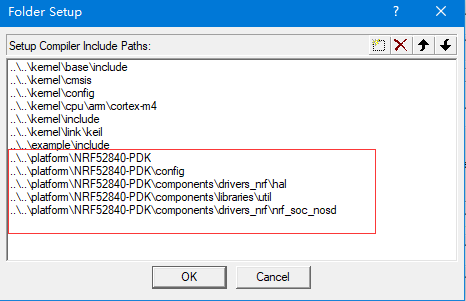 Folder Setup
Setup Compiler Include Paths:
..\..\kernel\base\include
..\..\kernel\cmsis
..\..\kernel\config
..\..\kernel\cpu\arm\cortex-m4
..\..\kernel\include
..\..\kernel\link\keil
..\..\example\include
..\..\platform\NRF52840-PDK
..\..\platform\NRF52840-PDK\config
..\..\platform\NRF52840-PDK\components\drivers_nrf\hal
..\..\platform\NRF52840-PDK\components\libraries\util
..\..\platform\NRF52840-PDK\components\drivers_nrf\nrf_soc_nosd
OK Cancel